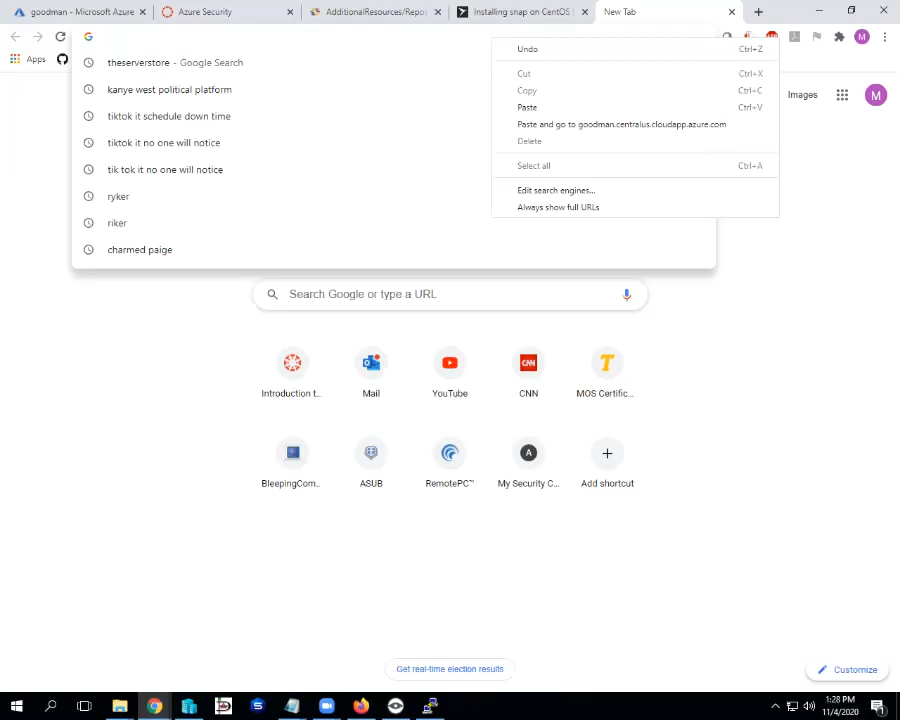 goodman - Microsoft Azure
Azure Security
AdditionalResources/Repo
Installing snap on CentOS |
New Tab
Apps
Undo Ctrl+Z
Cut Ctrl+X
Copy Ctrl+C
Paste Ctrl+V
Paste and go to goodman.centralus.cloudapp.azure.com
Delete
Select all Ctrl+A
Edit search engines...
Always show full URLs
theserverstore - Google Search
kanye west political platform
tiktok it schedule down time
tiktok it no one will notice
tik tok it no one will notice
ryker
riker
charmed paige
M
Images
M
Search Google or type a URL
CNN
T
Introduction t...
Mail
YouTube
CNN
MOS Certific...
A
BleepingCom...
ASUB
RemotePC™
My Security C...
Add shortcut
Get real-time election results
Customize
1:28 PM
11/4/2020
1